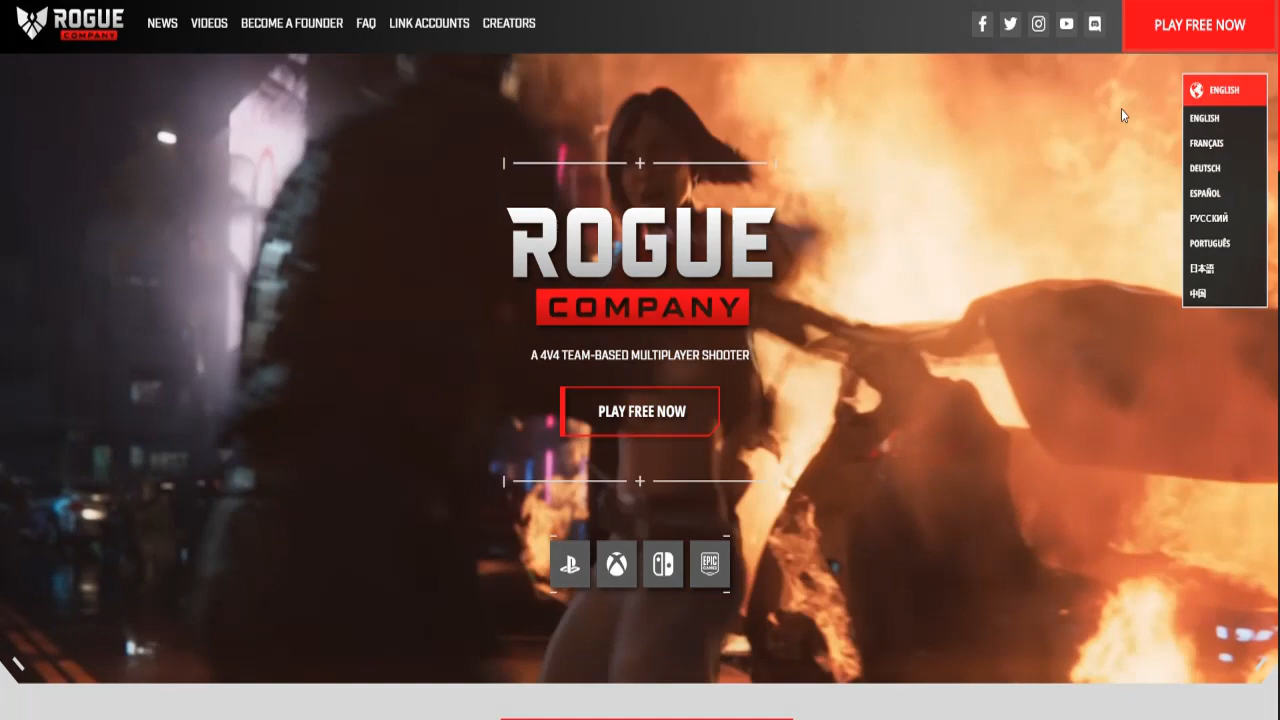 ROGUE
COMPANY
NEWS VIDEOS BECOME A FOUNDER FAQ LINK ACCOUNTS CREATORS
PLAY FREE NOW
ENGLISH
ENGLISH
FRANÇAIS
DEUTSCH
ESPAÑOL
РУССКИЙ
PORTUGUÊS
日本語
中国
ROGUE
COMPANY
A 4V4 TEAM-BASED MULTIPLAYER SHOOTER
PLAY FREE NOW
EPIC
GAMES